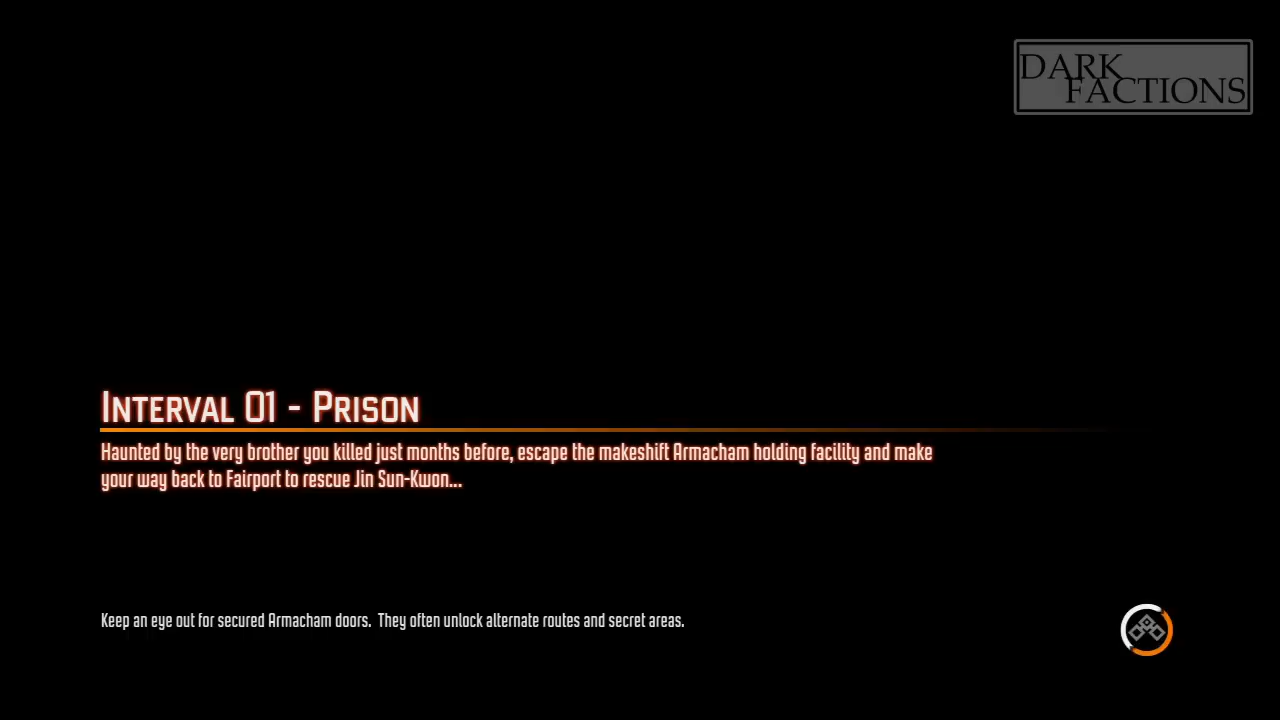 DARK
FACTIONS
Interval 01 - Prison
Haunted by the very brother you killed just months before, escape the makeshift Armacham holding facility and make
your way back to Fairport to rescue Jin Sun-Kwon...
Keep an eye out for secured Armacham doors.  They often unlock alternate routes and secret areas.